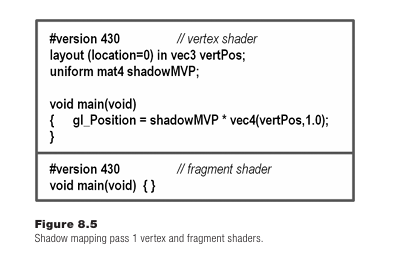 #version 430 // vertex shader
layout (location=0) in vec3 vertPos;
uniform mat4 shadowMVP;
void main(void)
{ gl_Position = shadowMVP * vec4(vertPos,1.0);
}
#version 430 // fragment shader
void main(void) { }
Figure 8.5
Shadow mapping pass 1 vertex and fragment shaders.